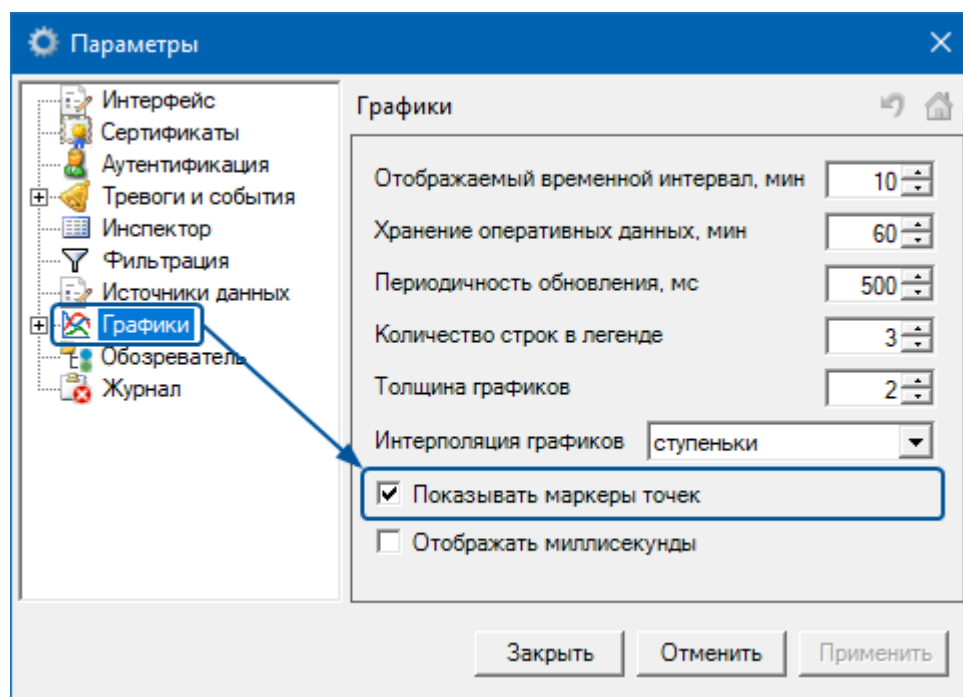 Параметры
Интерфейс
Сертификаты
Аутентификация
Тревоги и события
Инспектор
Фильтрация
Источники данных
Графики
Обозреватель
Журнал
Графики
Отображаемый временной интервал, мин 10
Хранение оперативных данных, мин 60
Периодичность обновления, мс 500
Количество строк в легенде 3
Толщина графиков 2
Интерполяция графиков ступеньки
Показывать маркеры точек
Отображать миллисекунды
Закрыть Отменить Применить